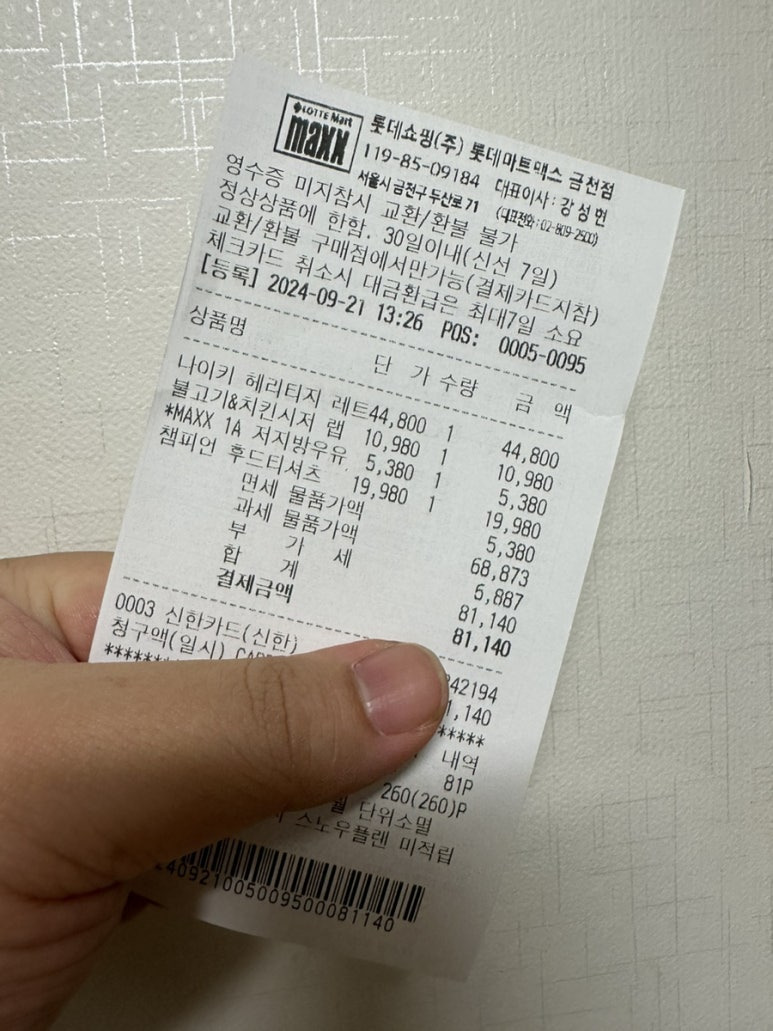 LOTTE Mart
maxx
롯데쇼핑(주) 롯데마트맥스 금천점
119-85-09184 대표이사: 강성현
서울시 금천구 두산로 71 (대표전화:02-809-2500)
영수증 미지참시 교환/환불 불가
정상상품에 한함, 30일이내(신선 7일)
교환/환불 구매점에서만가능(결제카드지참)
체크카드 취소시 대금환급은 최대7일 소요
[등록] 2024-09-21 13:26 POS: 0005-0095
상품명 단 가 수량 금 액
나이키 헤리티지 레트44,800 1 44,800
불고기&치킨시저 랩 10,980 1 10,980
*MAXX 1A 저지방우유 5,380 1 5,380
챔피언 후드티셔츠 19,980 1 19,980
면세 물품가액 5,380
과세 물품가액 68,873
부 가 세 6,887
합 계 81,140
결제금액 81,140
0003 신한카드(신한) 842194
청구액(일시) 1,140
내역
81P
260(260)P
월 단위소멸
스노우플랜 미적립
240921005009500081140